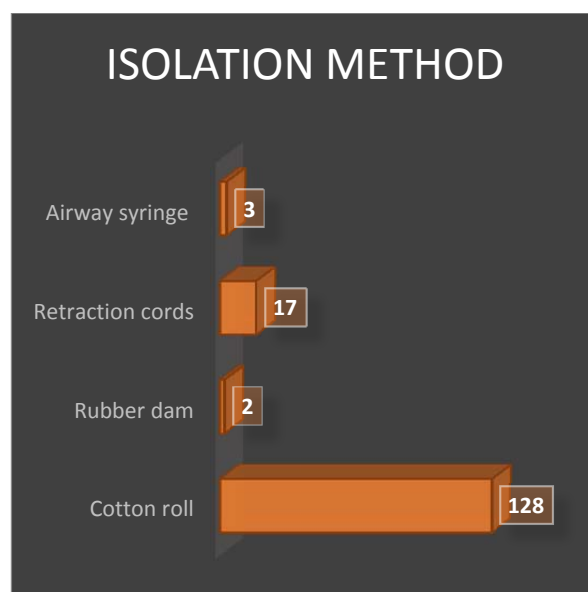 ISOLATION METHOD
Airway syringe 3
Retraction cords 17
Rubber dam 2
Cotton roll 128